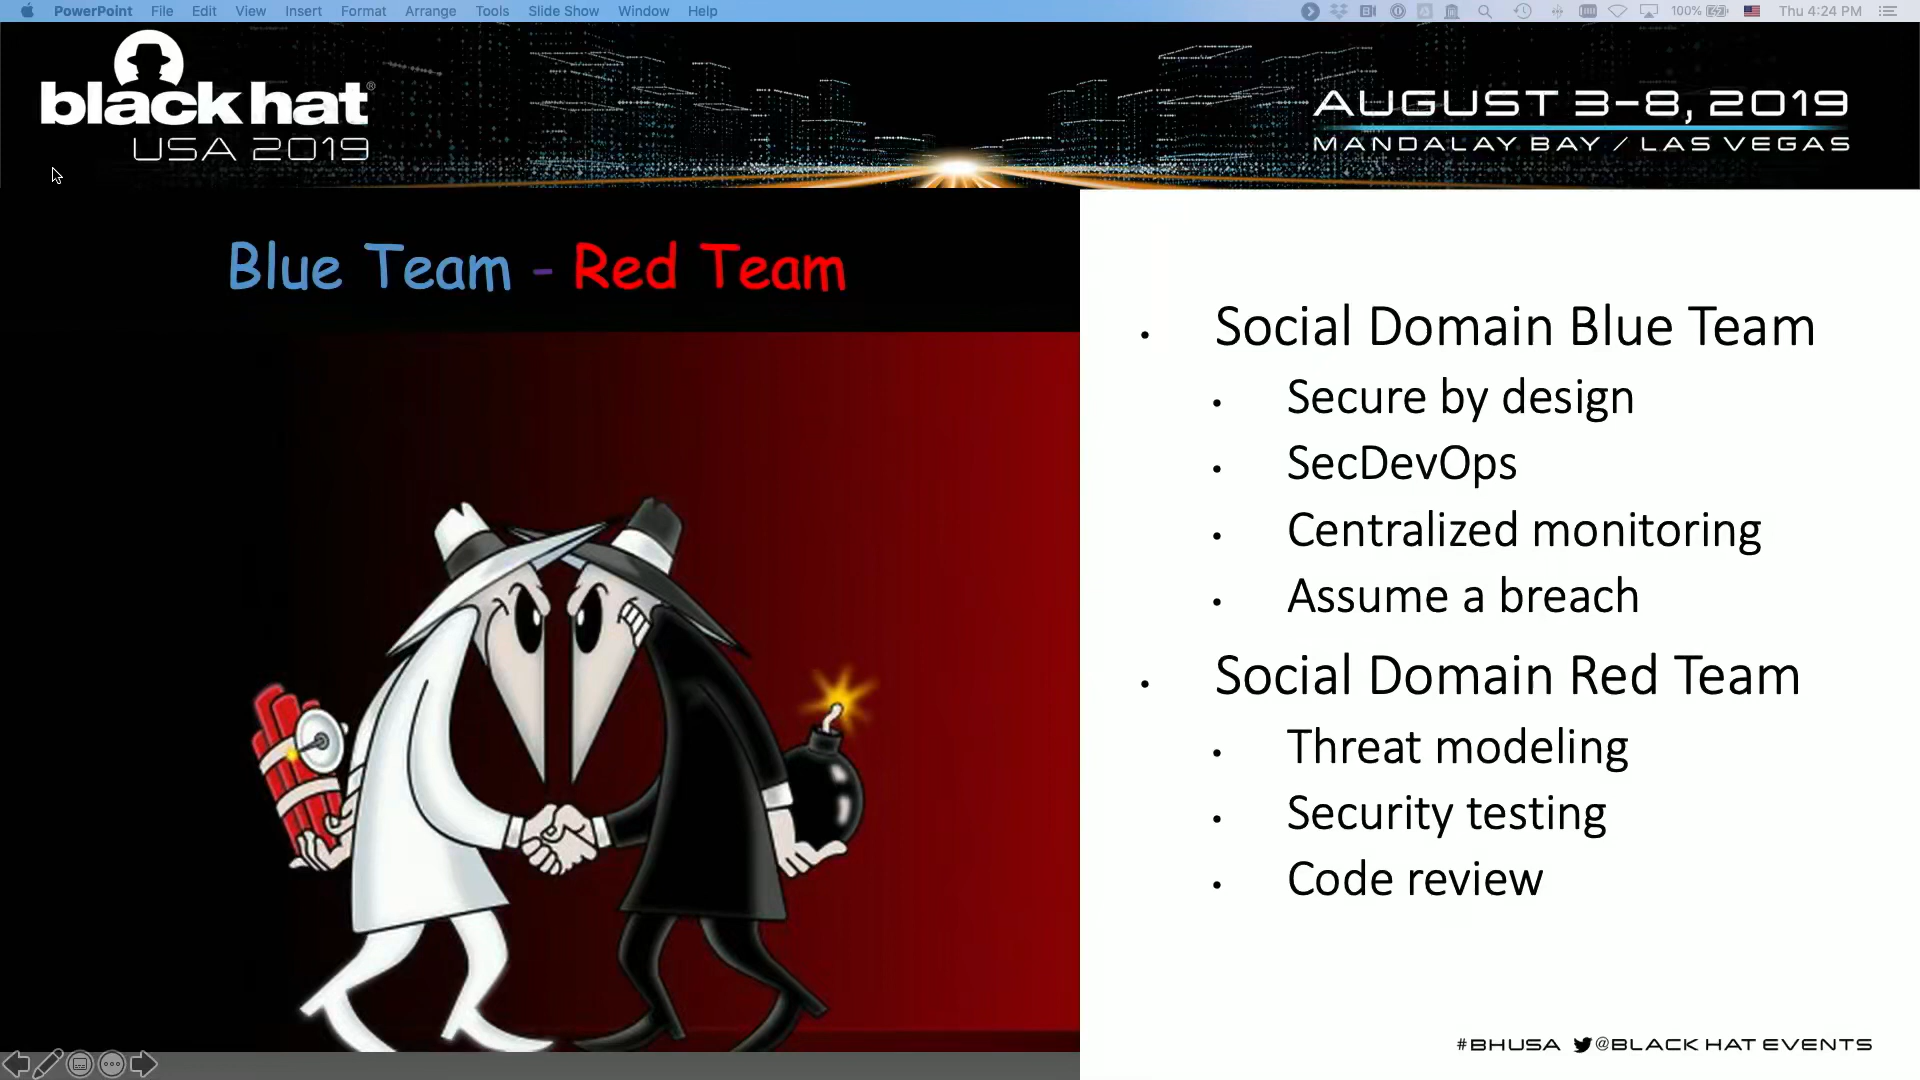 PowerPoint File Edit View Insert Format Arrange Tools Slide Show Window Help 100% Thu 4:24 PM
black hat®
USA 2019
AUGUST 3-8, 2019
MANDALAY BAY / LAS VEGAS
Blue Team - Red Team
• Social Domain Blue Team
• Secure by design
• SecDevOps
• Centralized monitoring
• Assume a breach
• Social Domain Red Team
• Threat modeling
• Security testing
• Code review
#BHUSA @BLACK HAT EVENTS